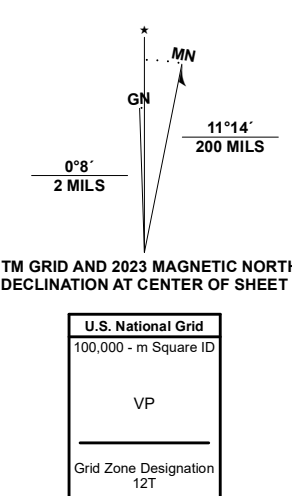 ★
MN
GN
11°14´
200 MILS
0°8´
2 MILS
TM GRID AND 2023 MAGNETIC NORTH
DECLINATION AT CENTER OF SHEET
U.S. National Grid
100,000 - m Square ID
VP
Grid Zone Designation
12T